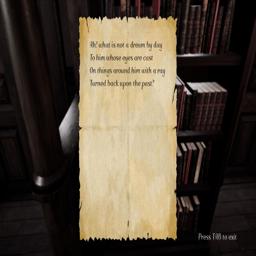 Ah! what is not a dream by day
To him whose eyes are cast
On things around him with a ray
Turned back upon the past?
Press TAB to exit